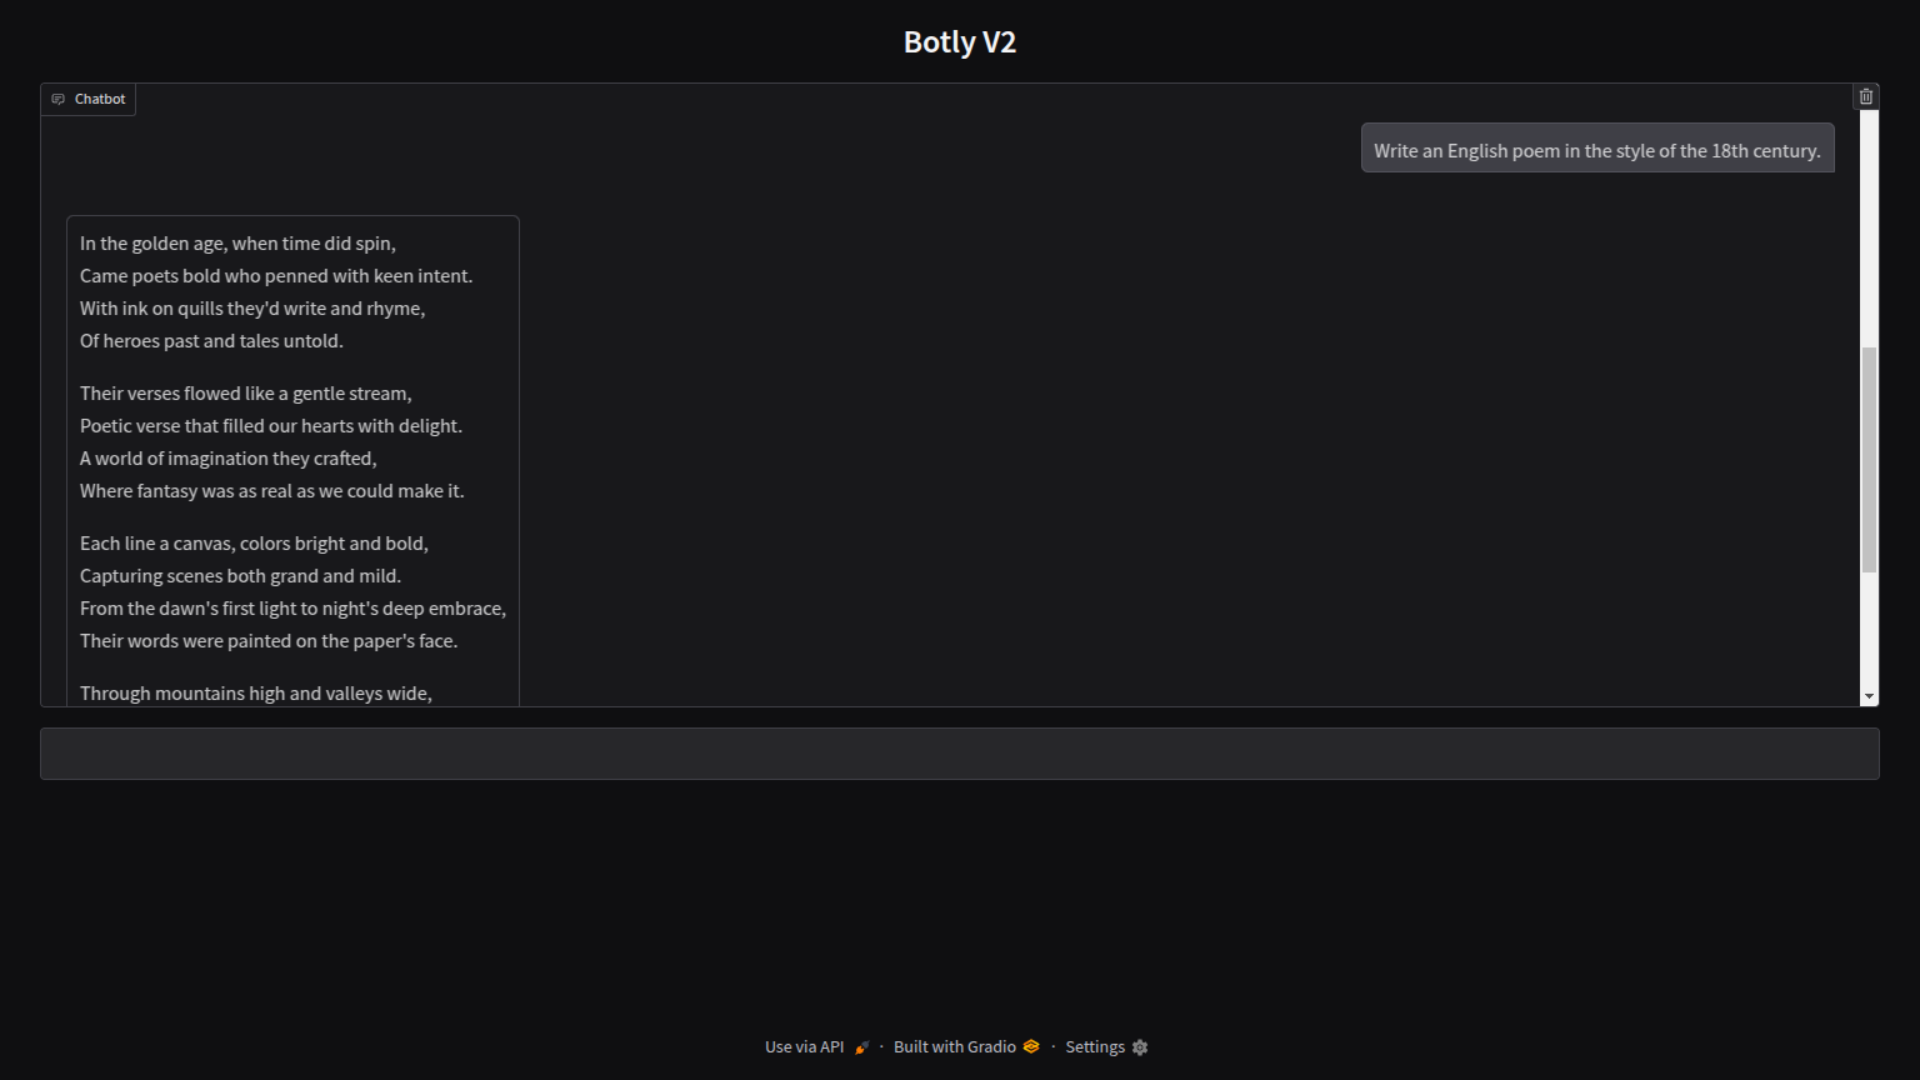 Botly V2
Chatbot
Write an English poem in the style of the 18th century.
In the golden age, when time did spin,
Came poets bold who penned with keen intent.
With ink on quills they'd write and rhyme,
Of heroes past and tales untold.
Their verses flowed like a gentle stream,
Poetic verse that filled our hearts with delight.
A world of imagination they crafted,
Where fantasy was as real as we could make it.
Each line a canvas, colors bright and bold,
Capturing scenes both grand and mild.
From the dawn's first light to night's deep embrace,
Their words were painted on the paper's face.
Through mountains high and valleys wide,
Use via API · Built with Gradio · Settings